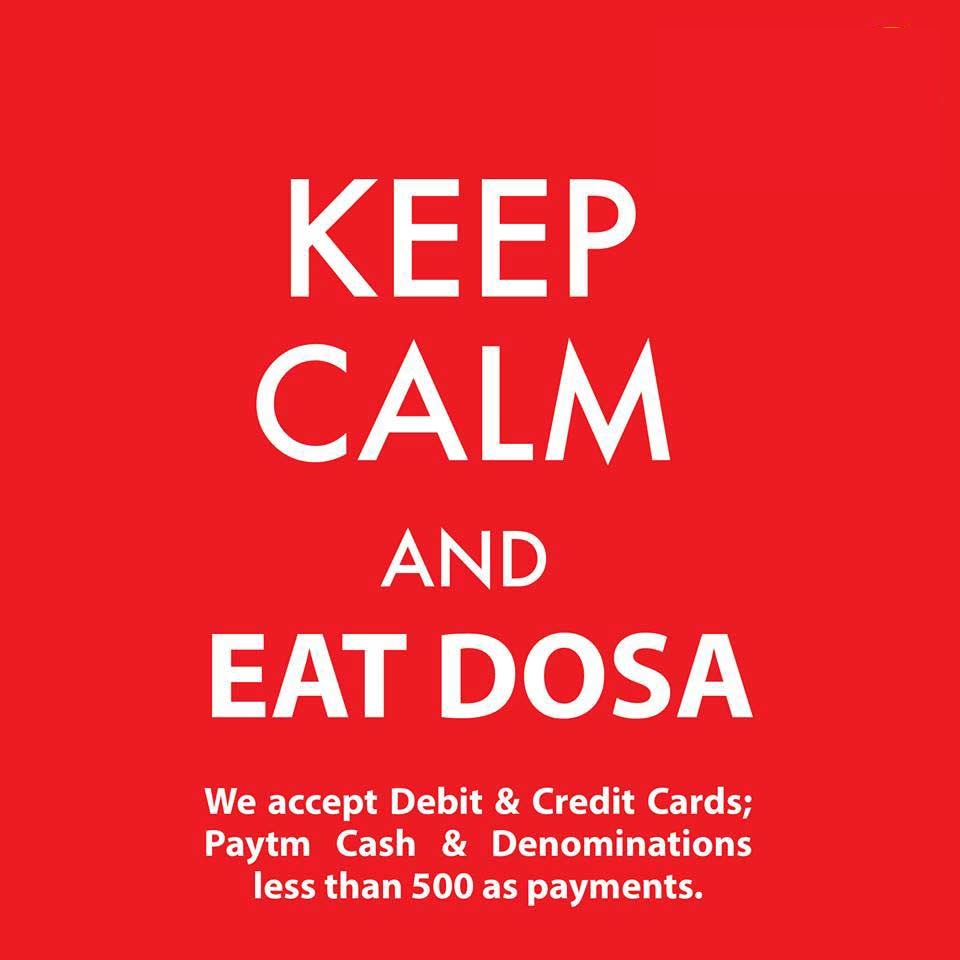 KEEP
CALM
AND
EAT DOSA
We accept Debit & Credit Cards;
Paytm Cash & Denominations
less than 500 as payments.